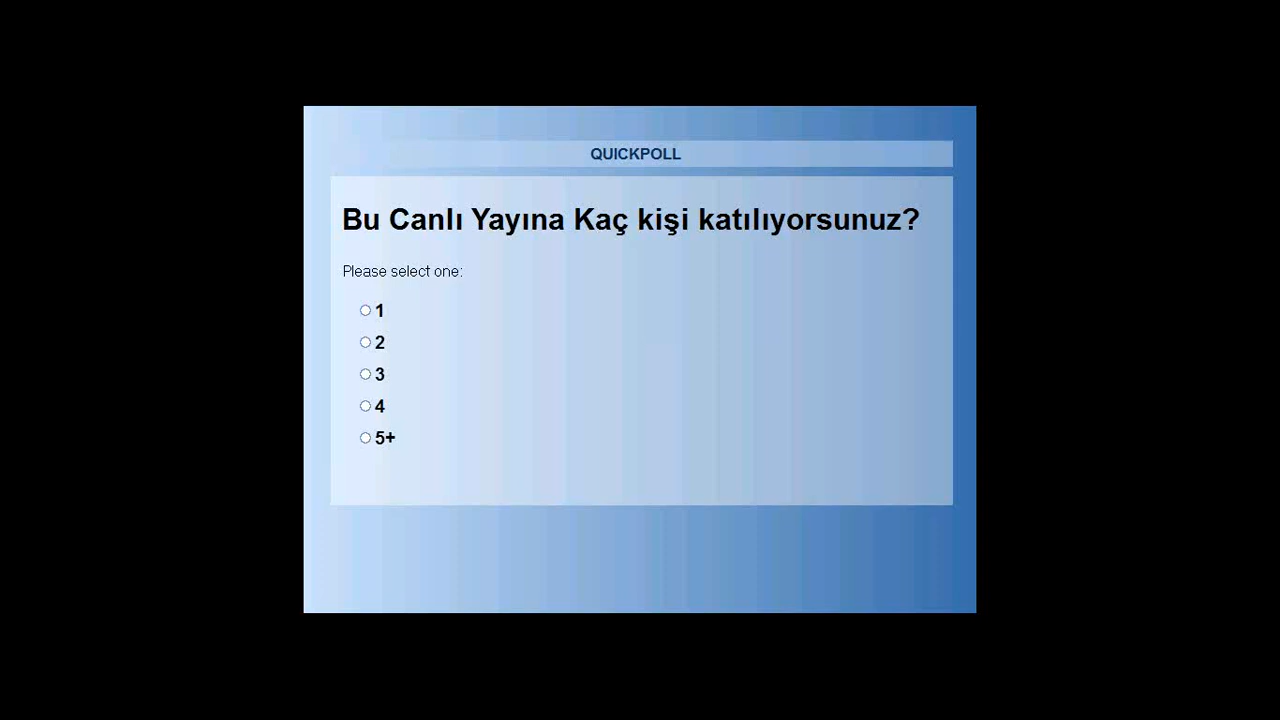 QUICKPOLL
Bu Canlı Yayına Kaç kişi katılıyorsunuz?
Please select one:
1
2
3
4
5+